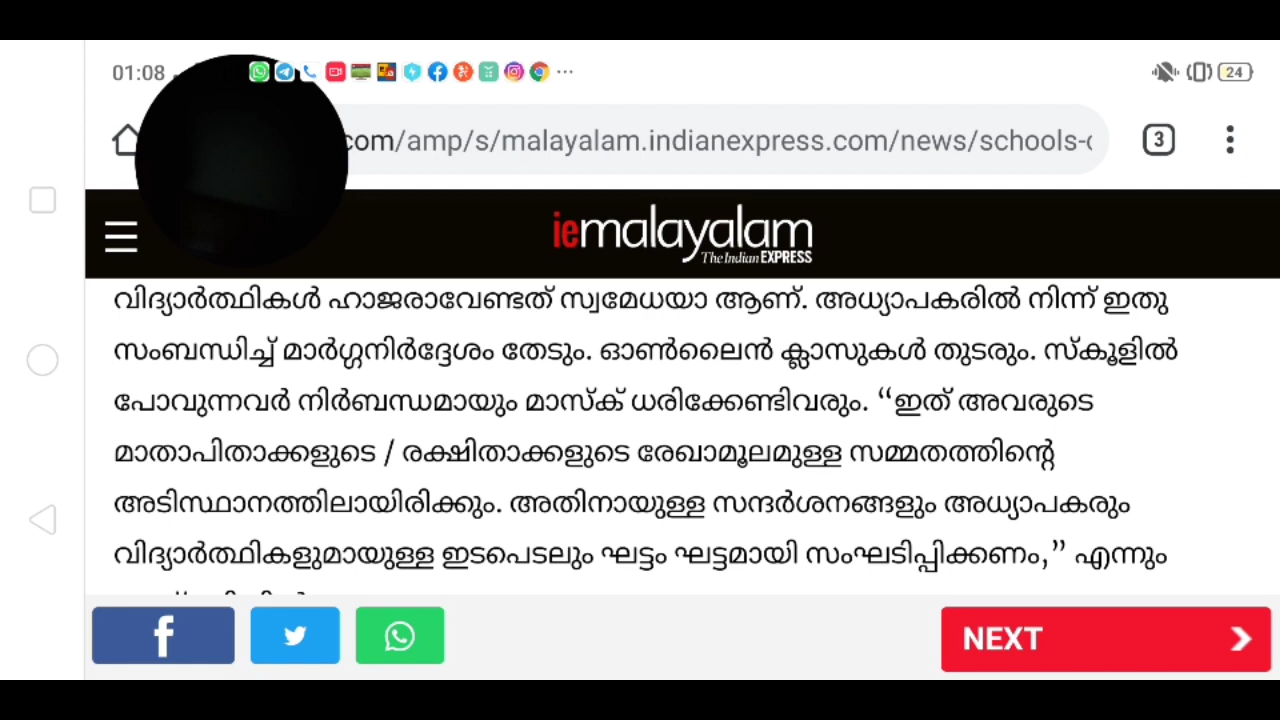 01:08
24
com/amp/s/malayalam.indianexpress.com/news/schools-
3
iemalayalam
The Indian EXPRESS
വിദ്യാർത്ഥികൾ ഹാജരാവേണ്ടത് സ്വമേധയാ ആണ്. അധ്യാപകരിൽ നിന്ന് ഇതു
സംബന്ധിച്ച് മാർഗ്ഗനിർദ്ദേശം തേടും. ഓൺലൈൻ ക്ലാസുകൾ തുടരും. സ്കൂളിൽ
പോവുന്നവർ നിർബന്ധമായും മാസ്ക് ധരിക്കേണ്ടിവരും. “ഇത് അവരുടെ
മാതാപിതാക്കളുടെ / രക്ഷിതാക്കളുടെ രേഖാമൂലമുള്ള സമ്മതത്തിന്റെ
അടിസ്ഥാനത്തിലായിരിക്കും. അതിനായുള്ള സന്ദർശനങ്ങളും അധ്യാപകരും
വിദ്യാർത്ഥികളുമായുള്ള ഇടപെടലും ഘട്ടം ഘട്ടമായി സംഘടിപ്പിക്കണം,” എന്നും
NEXT